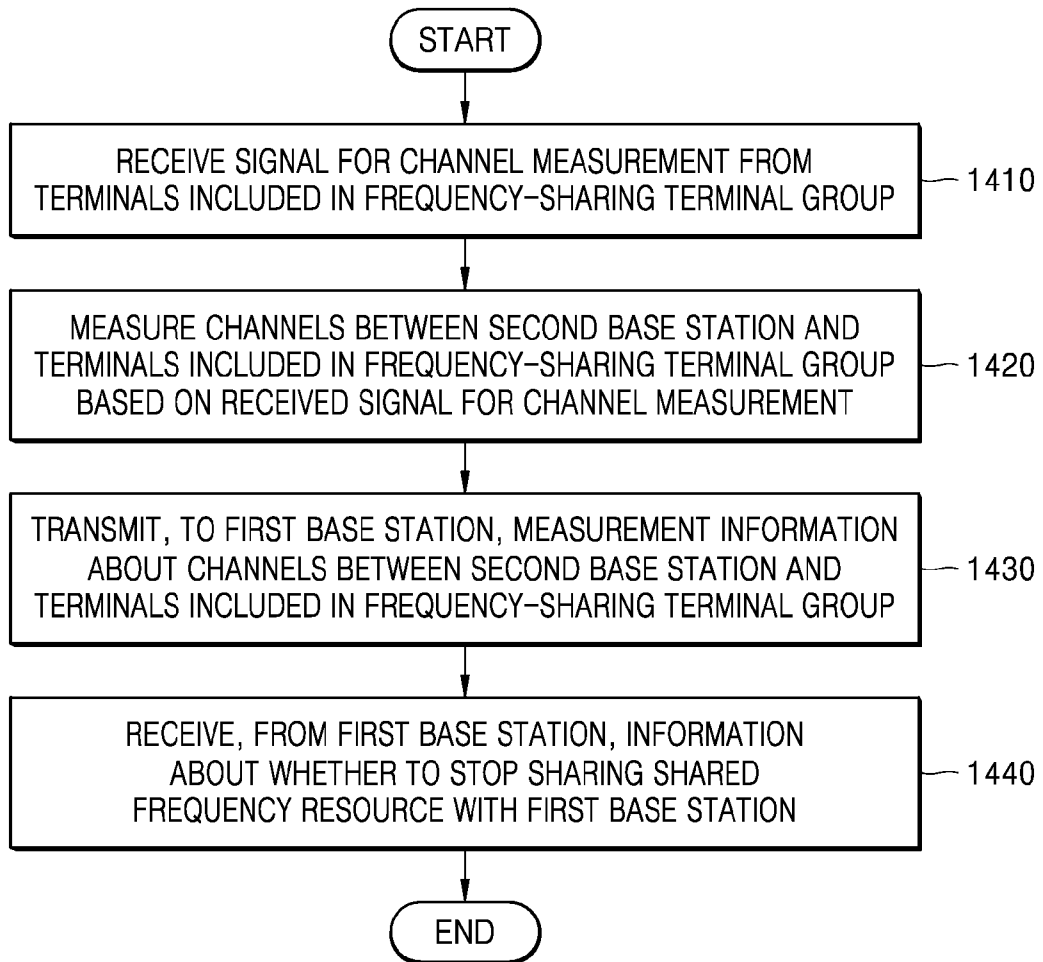 START
RECEIVE SIGNAL FOR CHANNEL MEASUREMENT FROM
TERMINALS INCLUDED IN FREQUENCY-SHARING TERMINAL GROUP
1410
MEASURE CHANNELS BETWEEN SECOND BASE STATION AND
TERMINALS INCLUDED IN FREQUENCY-SHARING TERMINAL GROUP
BASED ON RECEIVED SIGNAL FOR CHANNEL MEASUREMENT
1420
TRANSMIT, TO FIRST BASE STATION, MEASUREMENT INFORMATION
ABOUT CHANNELS BETWEEN SECOND BASE STATION AND
TERMINALS INCLUDED IN FREQUENCY-SHARING TERMINAL GROUP
1430
RECEIVE, FROM FIRST BASE STATION, INFORMATION
ABOUT WHETHER TO STOP SHARING SHARED
FREQUENCY RESOURCE WITH FIRST BASE STATION
1440
END